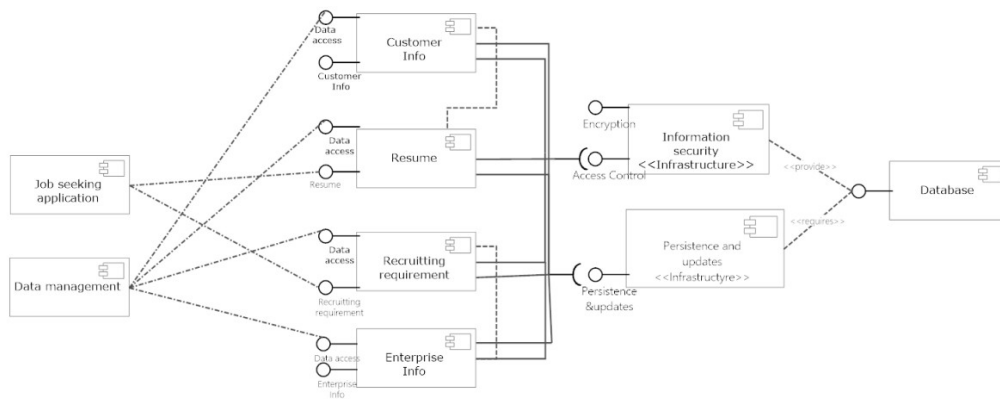 Data
access
Customer
Info
Customer
Info
Data
access
Resume
Resume
Job seeking
application
Data management
Data
access
Recruitting
requirement
Recruitting
requirement
Data access
Enterprise
Info
Enterprise
Info
Encryption
Information
security
<<Infrastructure>>
Access Control
<<provide>>
Database
<<requires>>
Persistence and
updates
<<Infrastructyre>>
Persistence
&updates